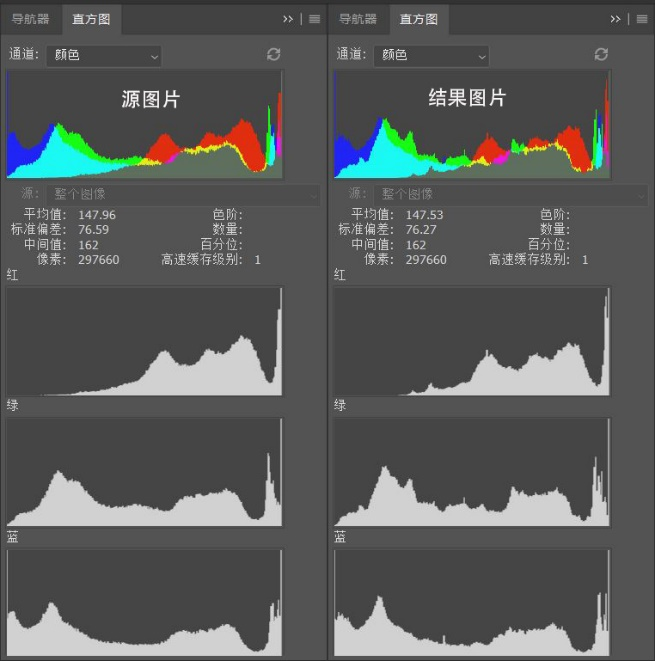 导航器 直方图
通道: 颜色
源图片
源: 整个图像
平均值: 147.96 色阶:
标准偏差: 76.59 数量:
中间值: 162 百分位:
像素: 297660 高速缓存级别: 1
红
绿
蓝
导航器 直方图
通道: 颜色
结果图片
源: 整个图像
平均值: 147.53 色阶:
标准偏差: 76.27 数量:
中间值: 162 百分位:
像素: 297660 高速缓存级别: 1
红
绿
蓝